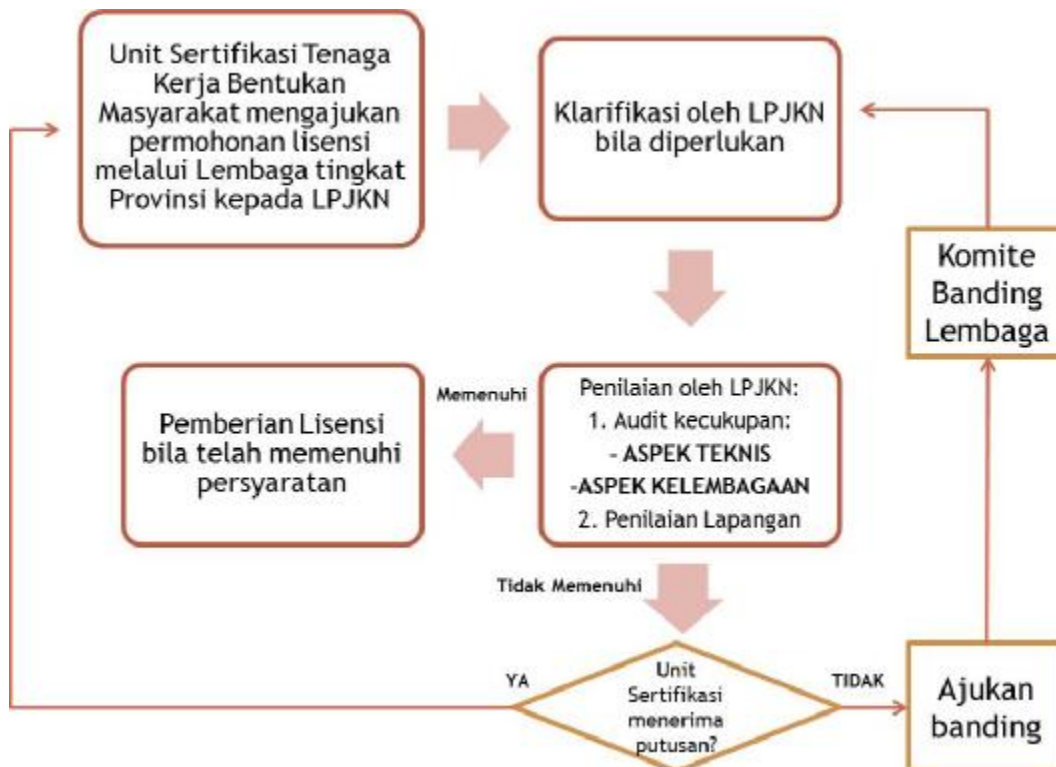 Unit Sertifikasi Tenaga
Kerja Bentukan
Masyarakat mengajukan
permohonan lisensi
melalui Lembaga tingkat
Provinsi kepada LPJKN
Klarifikasi oleh LPJKN
bila diperlukan
Komite
Banding
Lembaga
Pemberian Lisensi
bila telah memenuhi
persyaratan
Memenuhi
Penilaian oleh LPJKN:
1. Audit kecukupan:
- ASPEK TEKNIS
-ASPEK KELEMBAGAAN
2. Penilaian Lapangan
Tidak Memenuhi
YA
Unit
Sertifikasi
menerima
putusan?
TIDAK
Ajukan
banding